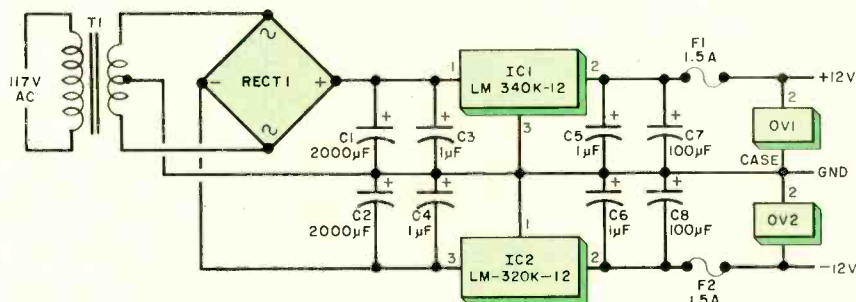 T1
117V
AC
RECT 1
~
~
-
+
C1
2000µF
+
C3
1µF
+
C2
2000µF
+
C4
1µF
+
1
IC1
LM 340K-12
2
3
1
3
IC2
LM-320K-12
2
C5
1µF
+
C7
100µF
+
C6
1µF
+
C8
100µF
+
F1
1.5A
F2
1.5A
2
OV1
CASE
2
OV2
+12V
GND
-12V